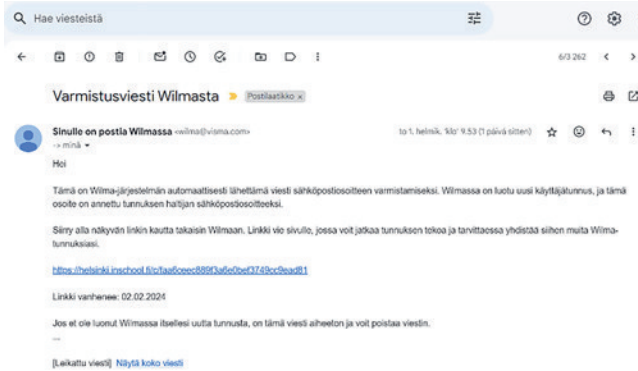 Hae viesteistä
6/3 262
Varmistusviesti Wilmasta Postilaatikko x
Sinulle on postia Wilmassa <wilma@visma.com> to 1. helmik. klo 9.53 (1 päivä sitten)
-> minä
Hei
Tämä on Wilma-järjestelmän automaattisesti lähettämä viesti sähköpostiosoitteen varmistamiseksi. Wilmassa on luotu uusi käyttäjätunnus, ja tämä
osoite on annettu tunnuksen haltijan sähköpostiosoitteeksi.
Siirry alla näkyvän linkin kautta takaisin Wilmaan. Linkki vie sivulle, jossa voit jatkaa tunnuksen tekoa ja tarvittaessa yhdistää siihen muita Wilma-
tunnuksiasi.
Linkki vanhenee: 02.02.2024
Jos et ole luonut Wilmassa itsellesi uutta tunnusta, on tämä viesti aiheeton ja voit poistaa viestin.
...
[Leikattu viesti] Näytä koko viesti